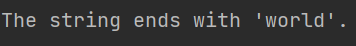 The string ends with 'world'.